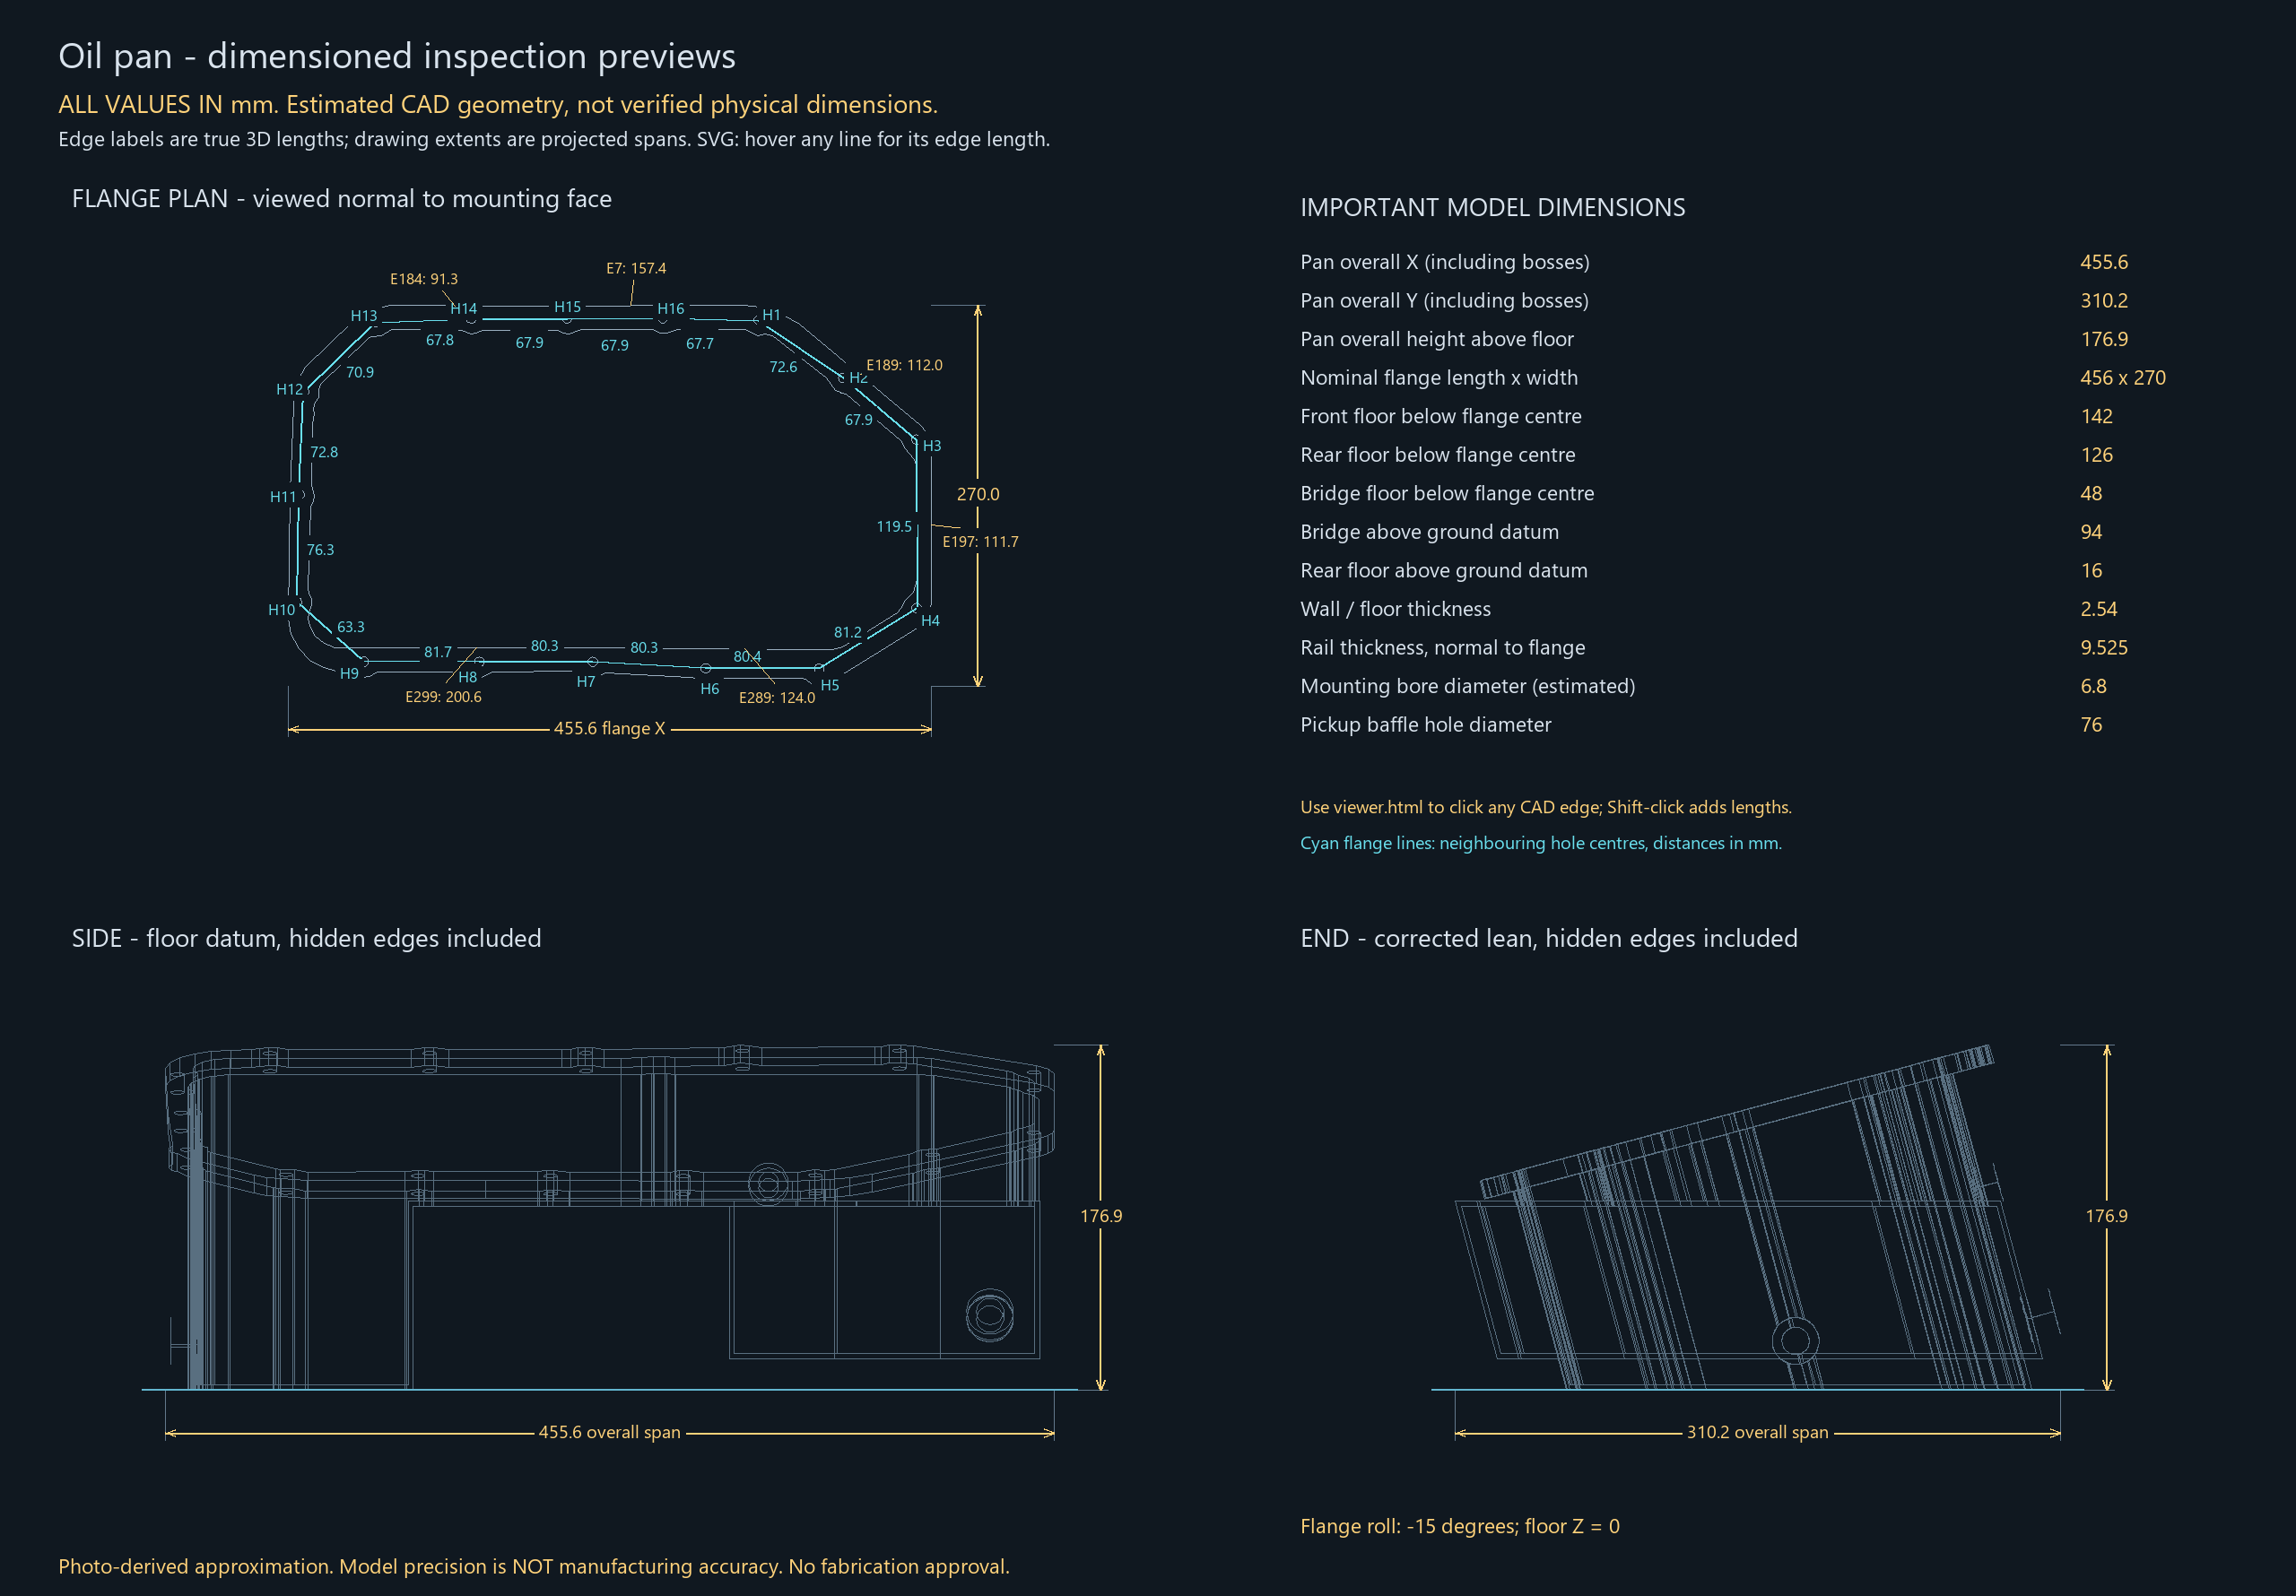 Oil pan - dimensioned inspection previews
ALL VALUES IN mm. Estimated CAD geometry, not verified physical dimensions.
Edge labels are true 3D lengths; drawing extents are projected spans. SVG: hover any line for its edge length.
FLANGE PLAN - viewed normal to mounting face
E184: 91.3
E7: 157.4
H13
H14
H15
H16
H1
67.8
67.9
67.9
67.7
72.6
E189: 112.0
H2
70.9
H12
67.9
H3
72.8
H11
270.0
119.5
E197: 111.7
76.3
H10
H4
63.3
81.7
80.3
80.3
80.4
81.2
H9
H8
H7
H6
H5
E299: 200.6
E289: 124.0
455.6 flange X
IMPORTANT MODEL DIMENSIONS
Pan overall X (including bosses) 455.6
Pan overall Y (including bosses) 310.2
Pan overall height above floor 176.9
Nominal flange length x width 456 x 270
Front floor below flange centre 142
Rear floor below flange centre 126
Bridge floor below flange centre 48
Bridge above ground datum 94
Rear floor above ground datum 16
Wall / floor thickness 2.54
Rail thickness, normal to flange 9.525
Mounting bore diameter (estimated) 6.8
Pickup baffle hole diameter 76
Use viewer.html to click any CAD edge; Shift-click adds lengths.
Cyan flange lines: neighbouring hole centres, distances in mm.
SIDE - floor datum, hidden edges included
176.9
455.6 overall span
END - corrected lean, hidden edges included
176.9
310.2 overall span
Flange roll: -15 degrees; floor Z = 0
Photo-derived approximation. Model precision is NOT manufacturing accuracy. No fabrication approval.